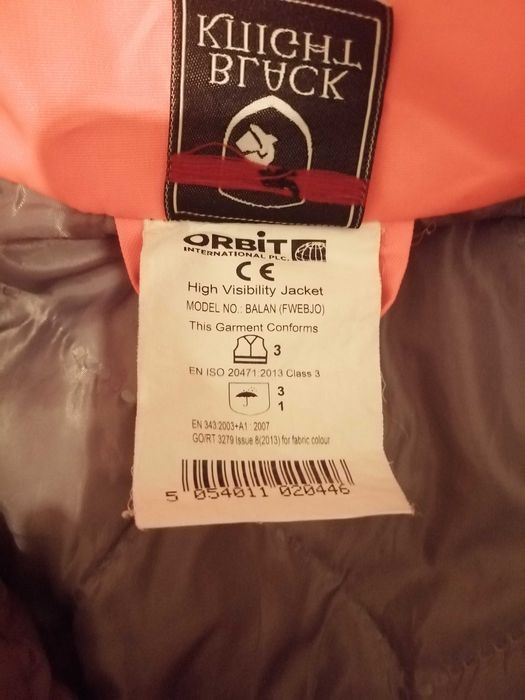 BLACK
KNIGHT
ORBiT
INTERNATIONAL PLC.
CE
High Visibility Jacket
MODEL NO.: BALAN (FWEBJO)
This Garment Conforms
3
EN ISO 20471:2013 Class 3
3
1
EN 343:2003+A1 : 2007
GO/RT 3279 Issue 8(2013) for fabric colour
5 054011 020446